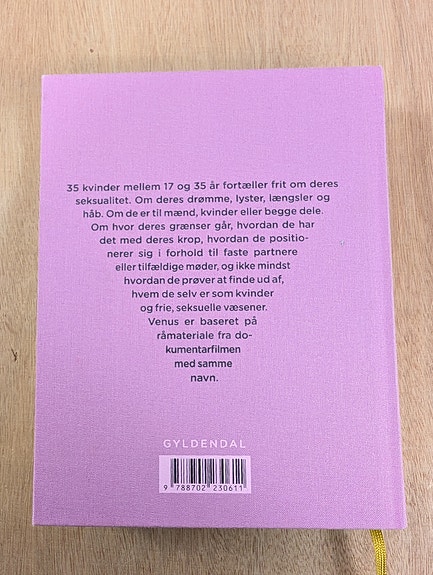 35 kvinder mellem 17 og 35 år fortæller frit om deres
seksualitet. Om deres drømme, lyster, længsler og
håb. Om de er til mænd, kvinder eller begge dele.
Om hvor deres grænser går, hvordan de har
det med deres krop, hvordan de positio-
nerer sig i forhold til faste partnere
eller tilfældige møder, og ikke mindst
hvordan de prøver at finde ud af,
hvem de selv er som kvinder
og frie, seksuelle væsener.
Venus er baseret på
råmateriale fra do-
kumentarfilmen
med samme
navn.
GYLDENDAL
9 788702 230611